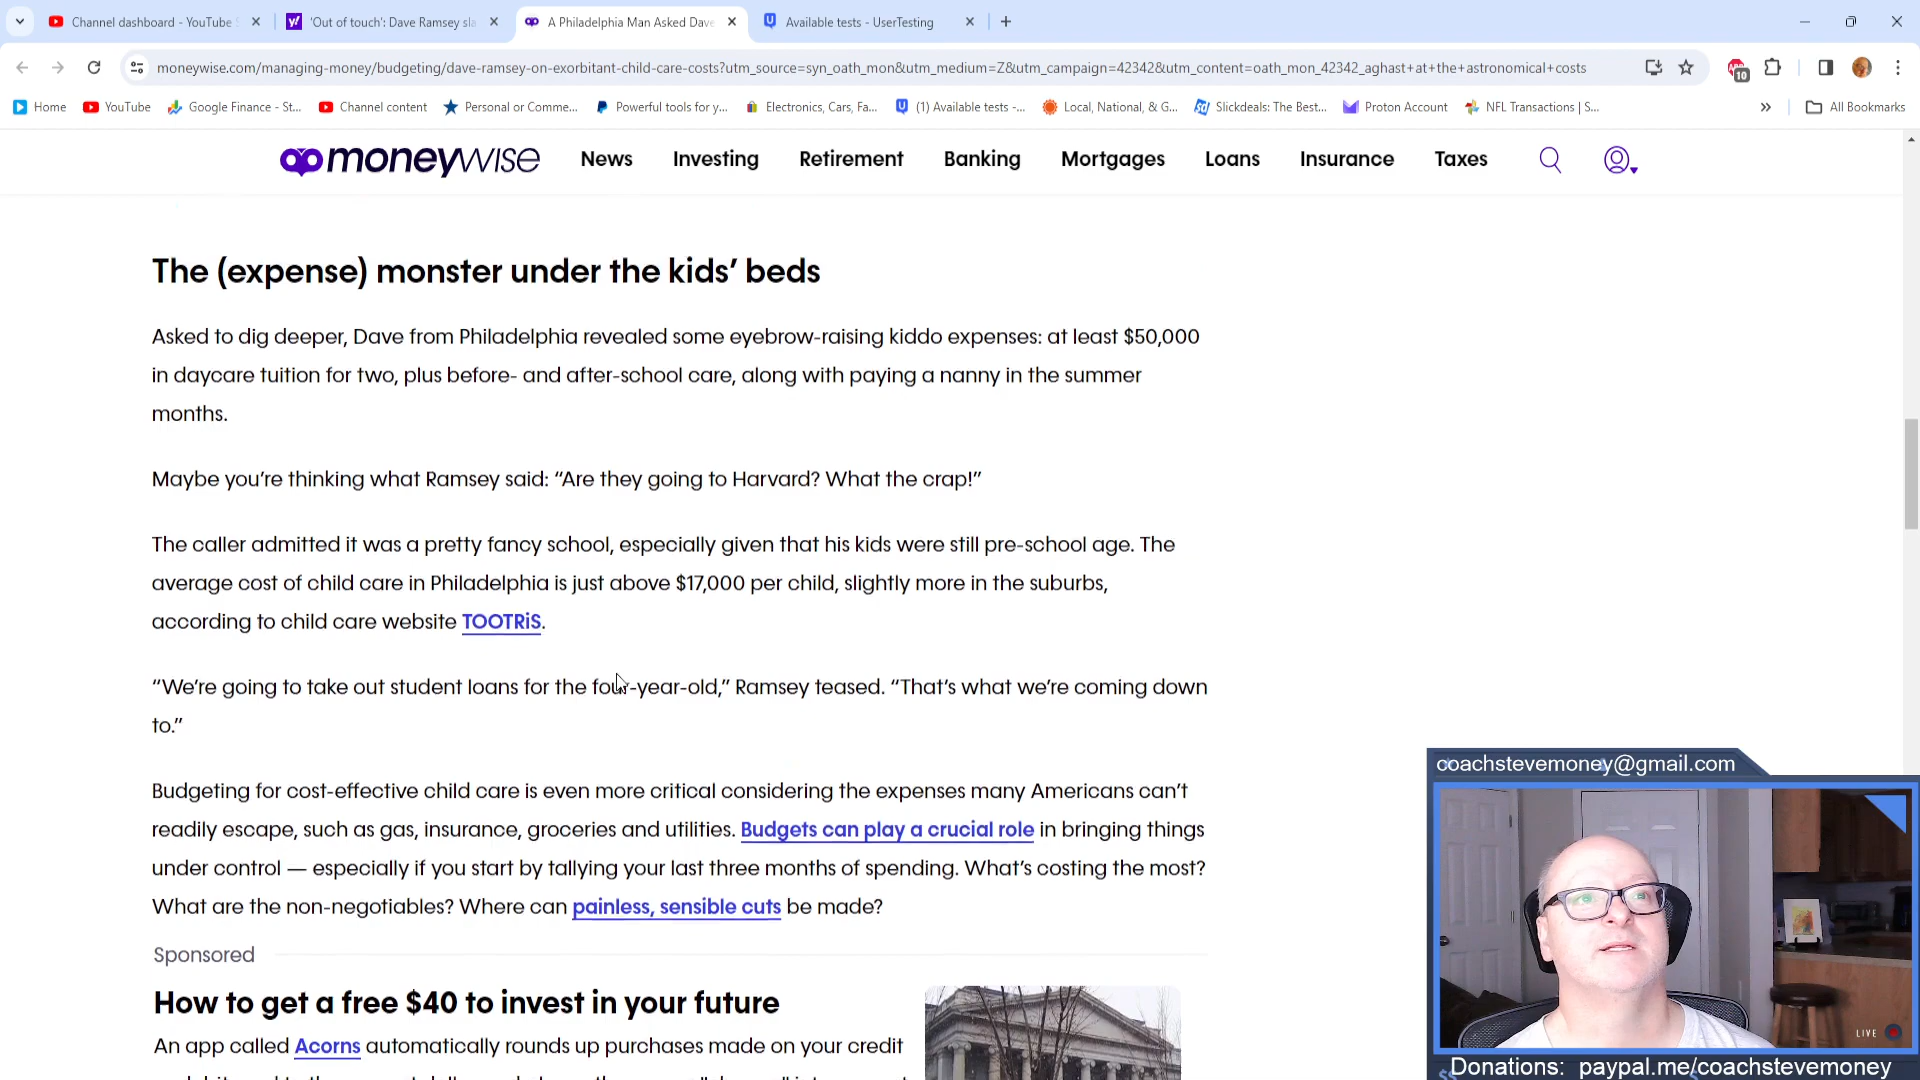 Channel dashboard - YouTube S
'Out of touch': Dave Ramsey sla
A Philadelphia Man Asked Dave
Available tests - UserTesting
moneywise.com/managing-money/budgeting/dave-ramsey-on-exorbitant-child-care-costs?utm_source=syn_oath_mon&utm_medium=Z&utm_campaign=42342&utm_content=oath_mon_42342_aghast+at+the+astronomical+costs
10
Home
YouTube
Google Finance - St...
Channel content
Personal or Comme...
Powerful tools for y...
Electronics, Cars, Fa...
(1) Available tests -...
Local, National, & G...
Slickdeals: The Best...
Proton Account
NFL Transactions | S...
All Bookmarks
moneywise
News
Investing
Retirement
Banking
Mortgages
Loans
Insurance
Taxes
The (expense) monster under the kids’ beds
Asked to dig deeper, Dave from Philadelphia revealed some eyebrow-raising kiddo expenses: at least $50,000
in daycare tuition for two, plus before- and after-school care, along with paying a nanny in the summer
months.
Maybe you’re thinking what Ramsey said: “Are they going to Harvard? What the crap!”
The caller admitted it was a pretty fancy school, especially given that his kids were still pre-school age. The
average cost of child care in Philadelphia is just above $17,000 per child, slightly more in the suburbs,
according to child care website TOOTRiS.
“We’re going to take out student loans for the four-year-old,” Ramsey teased. “That’s what we’re coming down
to.”
Budgeting for cost-effective child care is even more critical considering the expenses many Americans can’t
readily escape, such as gas, insurance, groceries and utilities. Budgets can play a crucial role in bringing things
under control — especially if you start by tallying your last three months of spending. What’s costing the most?
What are the non-negotiables? Where can painless, sensible cuts be made?
Sponsored
How to get a free $40 to invest in your future
An app called Acorns automatically rounds up purchases made on your credit
coachstevemoney@gmail.com
LIVE
$$ Donations: paypal.me/coachstevemoney